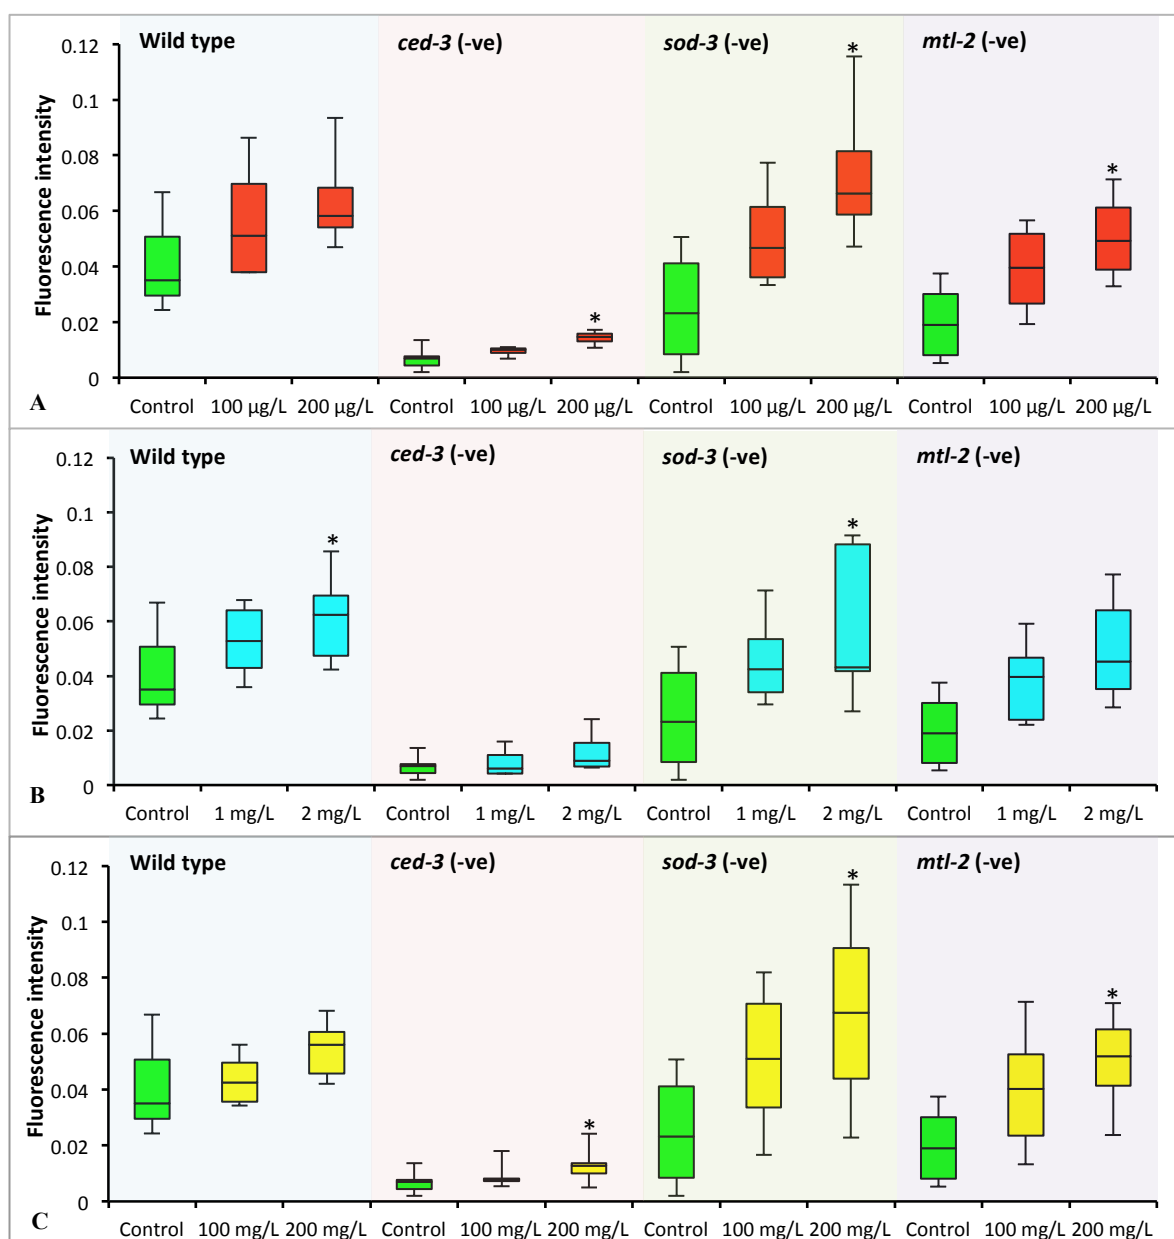 Wild type ced-3 (-ve) sod-3 (-ve) mtl-2 (-ve)
Fluorescence intensity
0.12
0.1
0.08
0.06
0.04
0.02
0
* * *
A
Control 100 µg/L 200 µg/L Control 100 µg/L 200 µg/L Control 100 µg/L 200 µg/L Control 100 µg/L 200 µg/L
Wild type ced-3 (-ve) sod-3 (-ve) mtl-2 (-ve)
Fluorescence intensity
0.12
0.1
0.08
0.06
0.04
0.02
0
* *
B
Control 1 mg/L 2 mg/L Control 1 mg/L 2 mg/L Control 1 mg/L 2 mg/L Control 1 mg/L 2 mg/L
Wild type ced-3 (-ve) sod-3 (-ve) mtl-2 (-ve)
Fluorescence intensity
0.12
0.1
0.08
0.06
0.04
0.02
0
* * *
C
Control 100 mg/L 200 mg/L Control 100 mg/L 200 mg/L Control 100 mg/L 200 mg/L Control 100 mg/L 200 mg/L